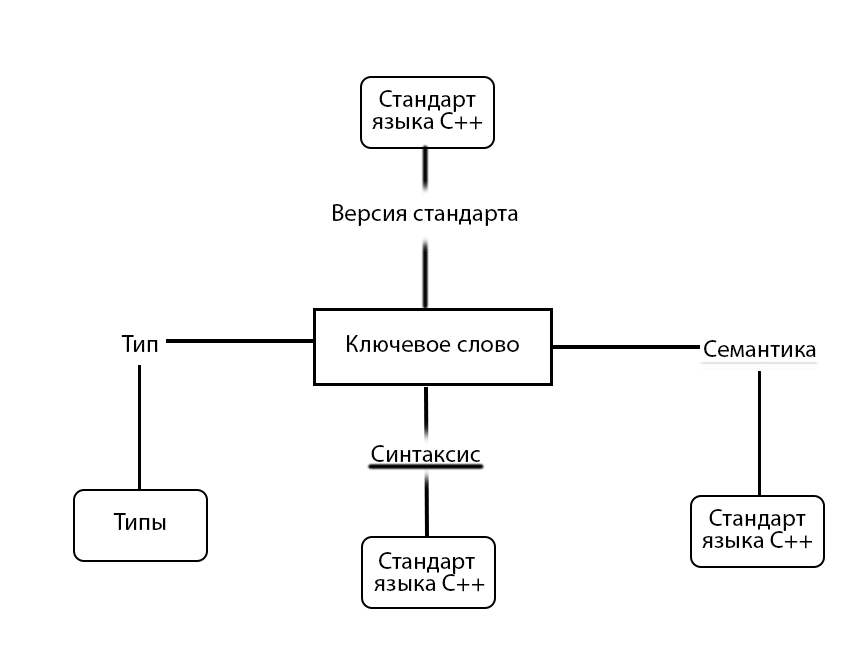 Стандарт
языка C++
Версия стандарта
Тип
Ключевое слово
Семантика
Синтаксис
Типы
Стандарт
языка C++
Стандарт
языка C++